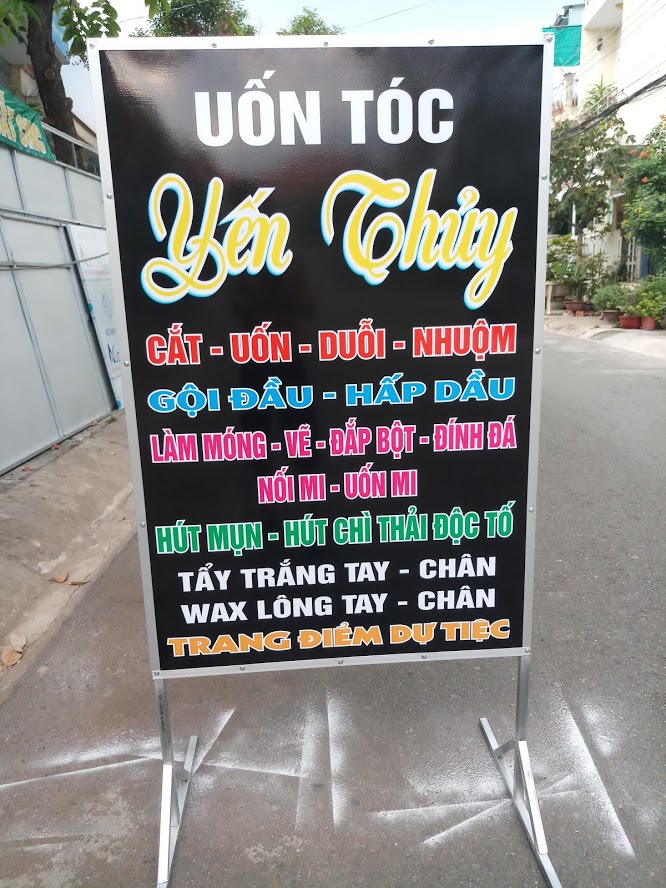 UỐN TÓC
Yến Thủy
CẮT - UỐN - DUỖI - NHUỘM
GỘI ĐẦU - HẤP DẦU
LÀM MÓNG - VẼ - ĐẮP BỘT - ĐÍNH ĐÁ
NỐI MI - UỐN MI
HÚT MỤN - HÚT CHÌ THẢI ĐỘC TỐ
TẨY TRẮNG TAY - CHÂN
WAX LÔNG TAY - CHÂN
TRANG ĐIỂM DỰ TIỆC